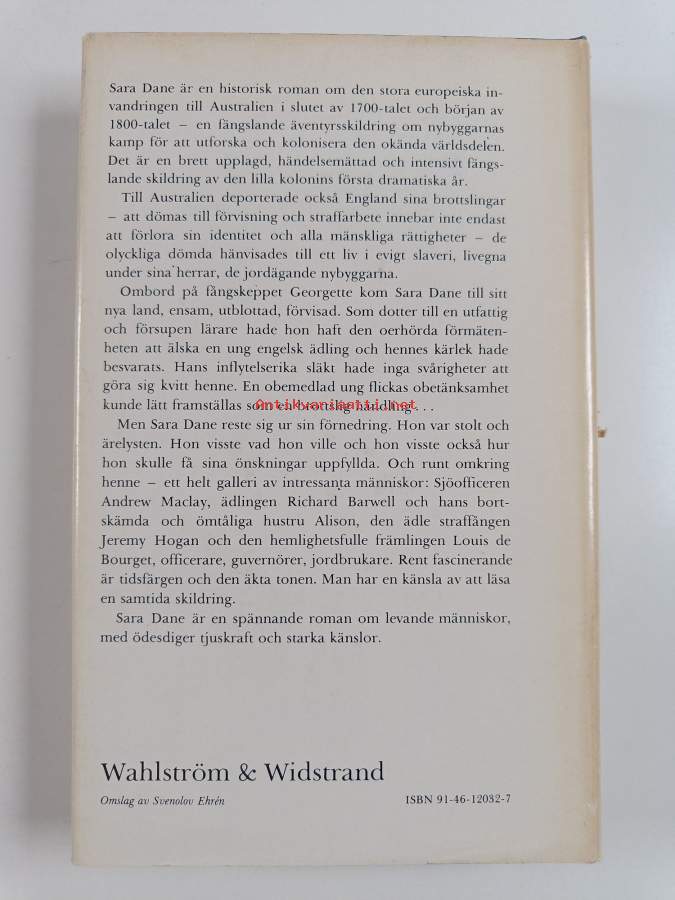 Sara Dane är en historisk roman om den stora europeiska in-
vandringen till Australien i slutet av 1700-talet och början av
1800-talet – en fängslande äventyrsskildring om nybyggarnas
kamp för att utforska och kolonisera den okända världsdelen.
Det är en brett upplagd, händelsemättad och intensivt fängs-
lande skildring av den lilla kolonins första dramatiska år.
Till Australien deporterade också England sina brottslingar
– att dömas till förvisning och straffarbete innebar inte endast
att förlora sin identitet och alla mänskliga rättigheter – de
olyckliga dömda hänvisades till ett liv i evigt slaveri, livegna
under sina herrar, de jordägande nybyggarna.
Ombord på fångskeppet Georgette kom Sara Dane till sitt
nya land, ensam, utblottad, förvisad. Som dotter till en utfattig
och försupen lärare hade hon haft den oerhörda förmäten-
heten att älska en ung engelsk ädling och hennes kärlek hade
besvarats. Hans inflytelserika släkt hade inga svårigheter att
göra sig kvitt henne. En obemedlad ung flickas obetänksamhet
kunde lätt framställas som en brottslig handling . . .
Antikvariaatti.net
Men Sara Dane reste sig ur sin förnedring. Hon var stolt och
ärelysten. Hon visste vad hon ville och hon visste också hur
hon skulle få sina önskningar uppfyllda. Och runt omkring
henne – ett helt galleri av intressanta människor: Sjöofficeren
Andrew Maclay, ädlingen Richard Barwell och hans bort-
skämda och ömtåliga hustru Alison, den ädle straffången
Jeremy Hogan och den hemlighetsfulle främlingen Louis de
Bourget, officerare, guvernörer, jordbrukare. Rent fascinerande
är tidsfärgen och den äkta tonen. Man har en känsla av att läsa
en samtida skildring.
Sara Dane är en spännande roman om levande människor,
med ödesdiger tjuskraft och starka känslor.
Wahlström & Widstrand
Omslag av Svenolov Ehrén
ISBN 91-46-12032-7